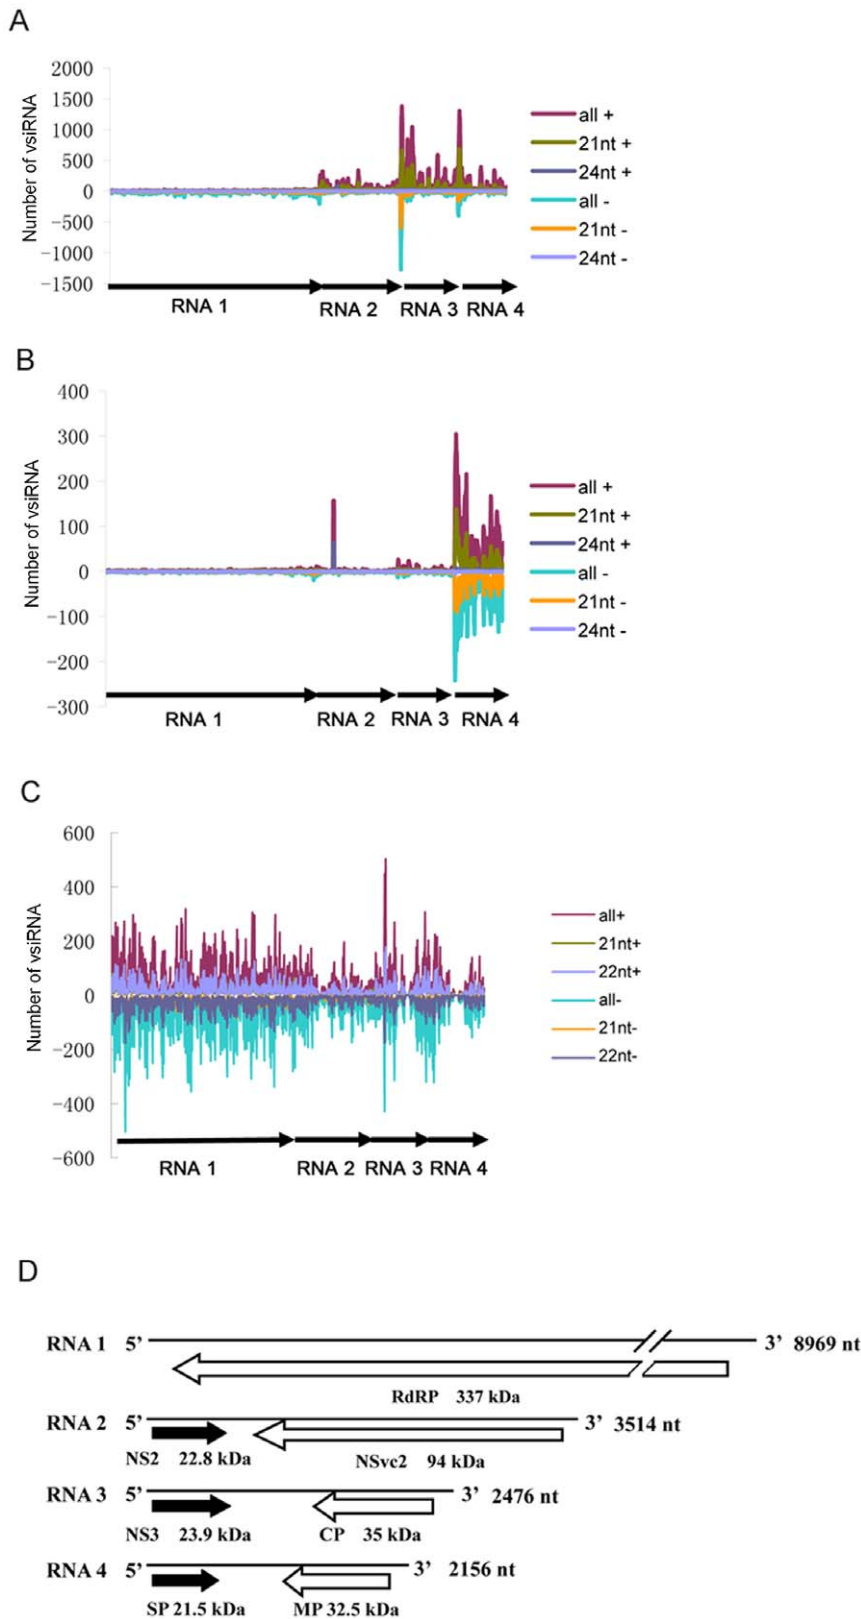 A
2000
1500
1000
500
0
−500
−1000
−1500
Number of vsiRNA
all +
21nt +
24nt +
all -
21nt -
24nt -
RNA 1
RNA 2
RNA 3
RNA 4
B
400
300
200
100
0
−100
−200
−300
Number of vsiRNA
all +
21nt +
24nt +
all -
21nt -
24nt -
RNA 1
RNA 2
RNA 3
RNA 4
C
600
400
200
0
−200
−400
−600
Number of vsiRNA
all+
21nt+
22nt+
all-
21nt-
22nt-
RNA 1
RNA 2
RNA 3
RNA 4
D
RNA 1 5’ 3’ 8969 nt
RdRP 337 kDa
RNA 2 5’ 3’ 3514 nt
NS2 22.8 kDa NSvc2 94 kDa
RNA 3 5’ 3’ 2476 nt
NS3 23.9 kDa CP 35 kDa
RNA 4 5’ 3’ 2156 nt
SP 21.5 kDa MP 32.5 kDa